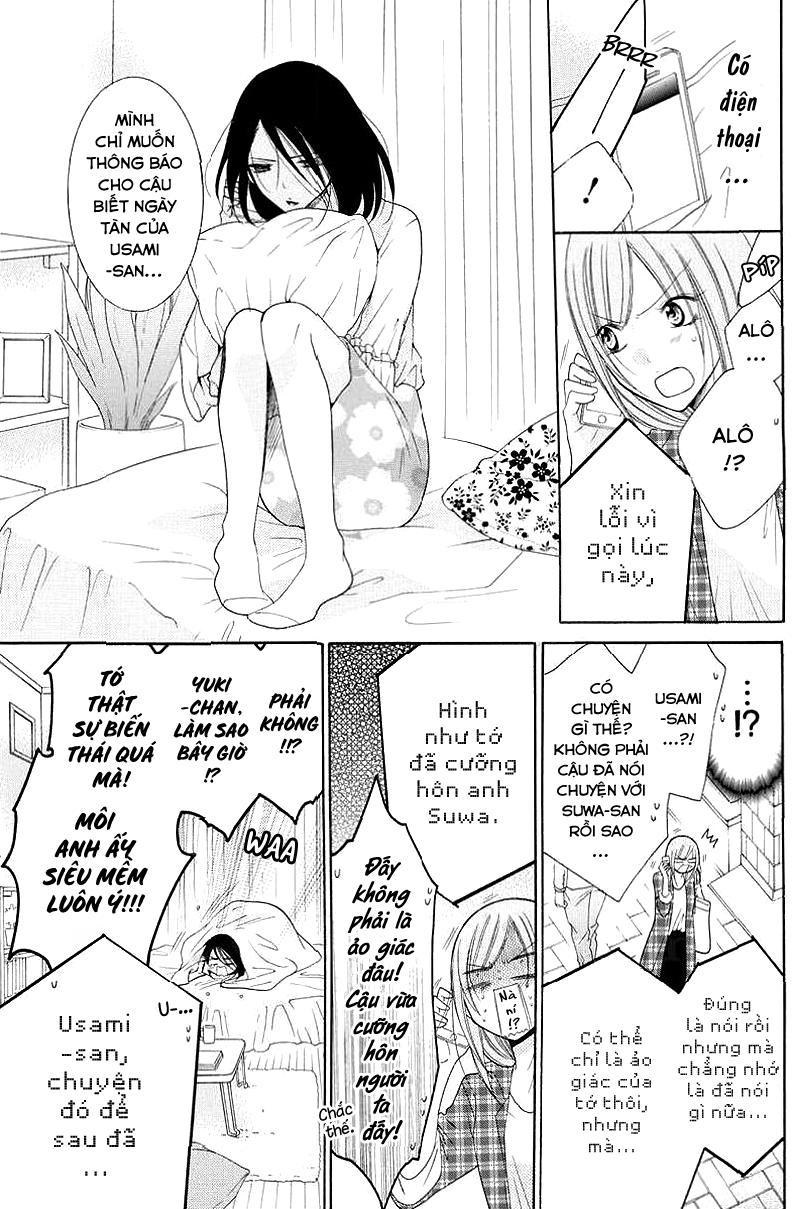 Có
điện
thoại
...
BRRR
!
PÍP
ALÔ
...
ALÔ
!?
Xin
lỗi vì
gọi lúc
này,
MÌNH
CHỈ MUỐN
THÔNG BÁO
CHO CẬU
BIẾT NGÀY
TÀN CỦA
USAMI
-SAN...
...
!?
USAMI
-SAN
...?!
CÓ
CHUYỆN
GÌ THẾ?
KHÔNG PHẢI
CẬU ĐÃ NÓI
CHUYỆN VỚI
SUWA-SAN
RỒI SAO
...
Đúng
là nói rồi
nhưng mà
chẳng nhớ
là đã nói
gì nữa...
Có thể
chỉ là ảo
giác của
tớ thôi,
nhưng
mà...
Hình
như tớ
đã cưỡng
hôn anh
Suwa.
Nà
ní
!?
Đấy
không
phải là
ảo giác
đâu!
Cậu vừa
cưỡng
hôn
người
ta
đấy!
Chắc
thế.
PHẢI
KHÔNG
!!?
YUKI
-CHAN,
LÀM SAO
BÂY GIỜ
!?
TỚ
THẬT
SỰ BIẾN
THÁI QUÁ
MÀ!
MÔI
ANH ẤY
SIÊU MỀM
LUÔN Ý!!!
WAA
U-...
Usami
-san,
chuyện
đó để
sau đã
...